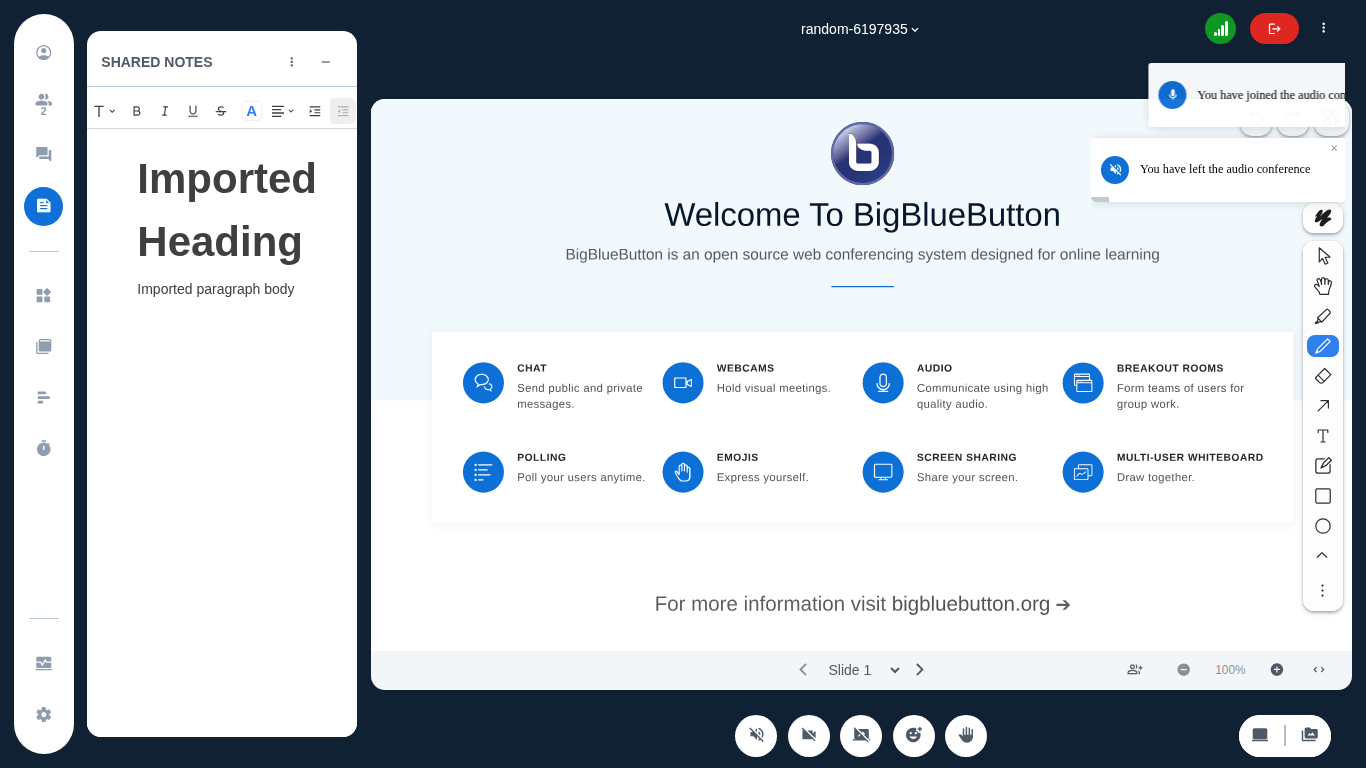 random-6197935
2
SHARED NOTES
B I U S A
Imported
Heading
Imported paragraph body
You have joined the audio con
You have left the audio conference
Welcome To BigBlueButton
BigBlueButton is an open source web conferencing system designed for online learning
CHAT
Send public and private
messages.
WEBCAMS
Hold visual meetings.
AUDIO
Communicate using high
quality audio.
BREAKOUT ROOMS
Form teams of users for
group work.
POLLING
Poll your users anytime.
EMOJIS
Express yourself.
SCREEN SHARING
Share your screen.
MULTI-USER WHITEBOARD
Draw together.
For more information visit bigbluebutton.org ➔
Slide 1
100%